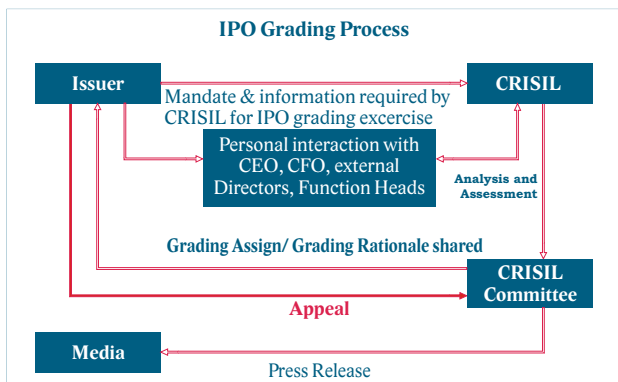 IPO Grading Process
Issuer
CRISIL
Mandate & information required by
CRISIL for IPO grading excercise
Personal interaction with
CEO, CFO, external
Directors, Function Heads
Analysis and
Assessment
Grading Assign/ Grading Rationale shared
CRISIL
Committee
Appeal
Media
Press Release